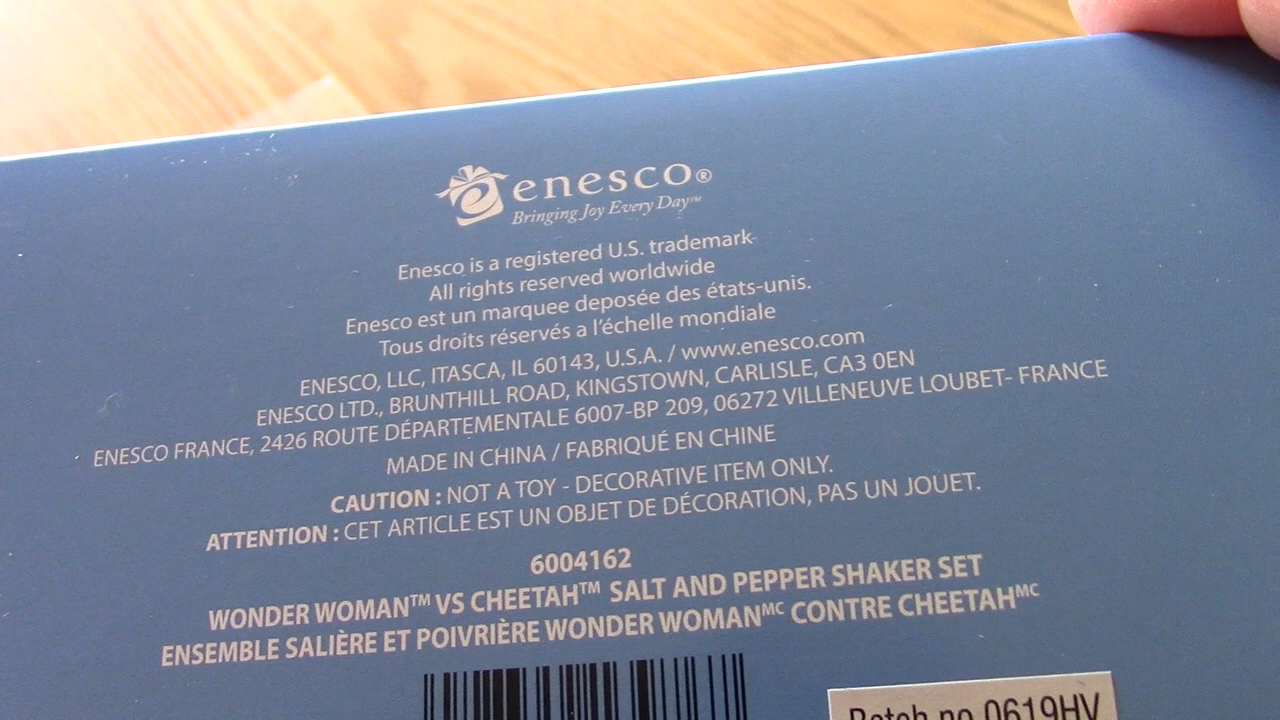 enesco®
Bringing Joy Every Day™
Enesco is a registered U.S. trademark.
All rights reserved worldwide
Enesco est un marquee deposée des états-unis.
Tous droits réservés a l'échelle mondiale
ENESCO, LLC, ITASCA, IL 60143, U.S.A. / www.enesco.com
ENESCO LTD., BRUNTHILL ROAD, KINGSTOWN, CARLISLE, CA3 0EN
ENESCO FRANCE, 2426 ROUTE DÉPARTEMENTALE 6007-BP 209, 06272 VILLENEUVE LOUBET- FRANCE
MADE IN CHINA / FABRIQUÉ EN CHINE
CAUTION : NOT A TOY - DECORATIVE ITEM ONLY.
ATTENTION : CET ARTICLE EST UN OBJET DE DÉCORATION, PAS UN JOUET.
6004162
WONDER WOMAN™ VS CHEETAH™ SALT AND PEPPER SHAKER SET
ENSEMBLE SALIÈRE ET POIVRIÈRE WONDER WOMANᴹᶜ CONTRE CHEETAHᴹᶜ
Batch no 0619HV